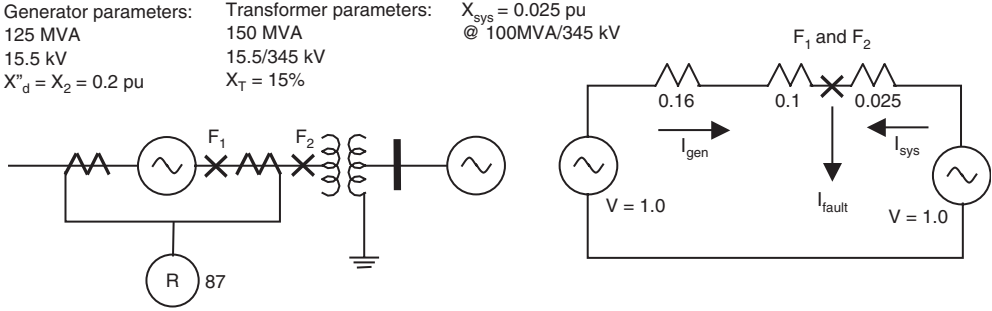 Generator parameters:
125 MVA
15.5 kV
X"d = X2 = 0.2 pu
Transformer parameters:
150 MVA
15.5/345 kV
XT = 15%
Xsys = 0.025 pu
@ 100MVA/345 kV
F1
F2
R
87
F1 and F2
0.16
0.1
0.025
Igen
Isys
Ifault
V = 1.0
V = 1.0